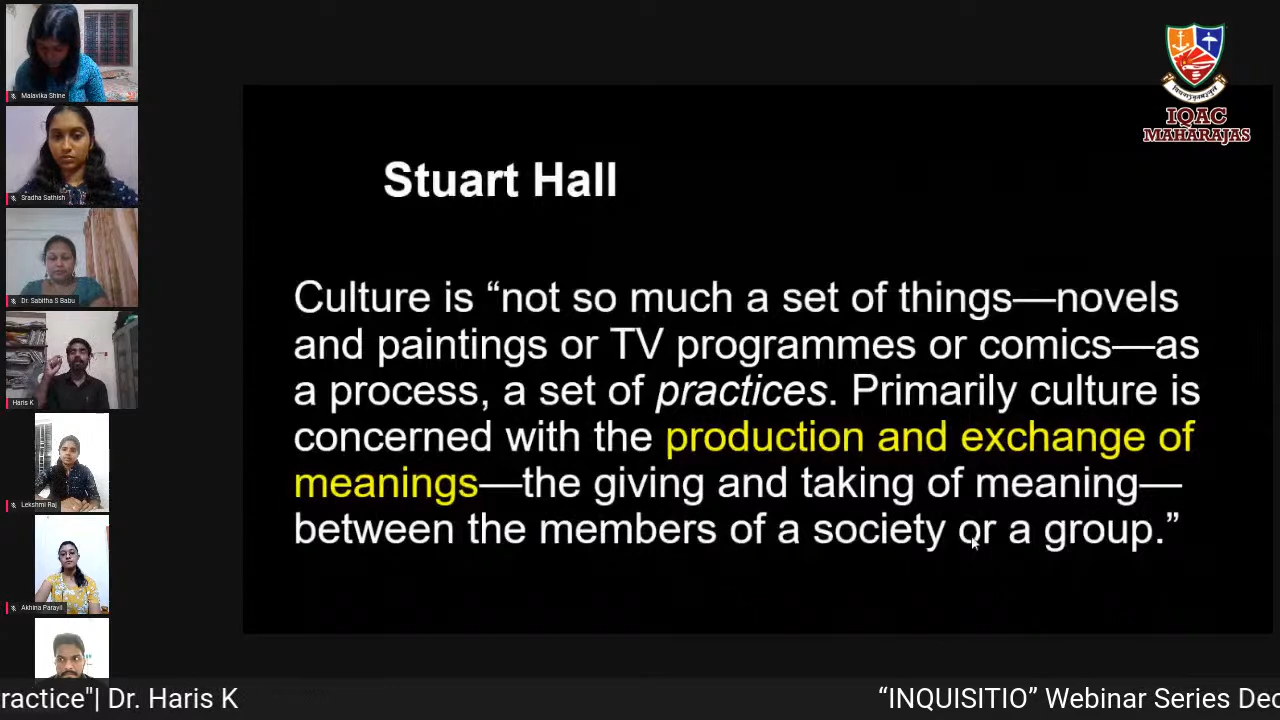 Malavika Shine
Sradha Sathish
Dr. Sabitha S Babu
Haris K
Lekshmi Raj
Akhina Parayil
IQAC
MAHARAJAS
Stuart Hall
Culture is “not so much a set of things—novels
and paintings or TV programmes or comics—as
a process, a set of practices. Primarily culture is
concerned with the production and exchange of
meanings—the giving and taking of meaning—
between the members of a society or a group.”
ractice"| Dr. Haris K
“INQUISITIO” Webinar Series Dec